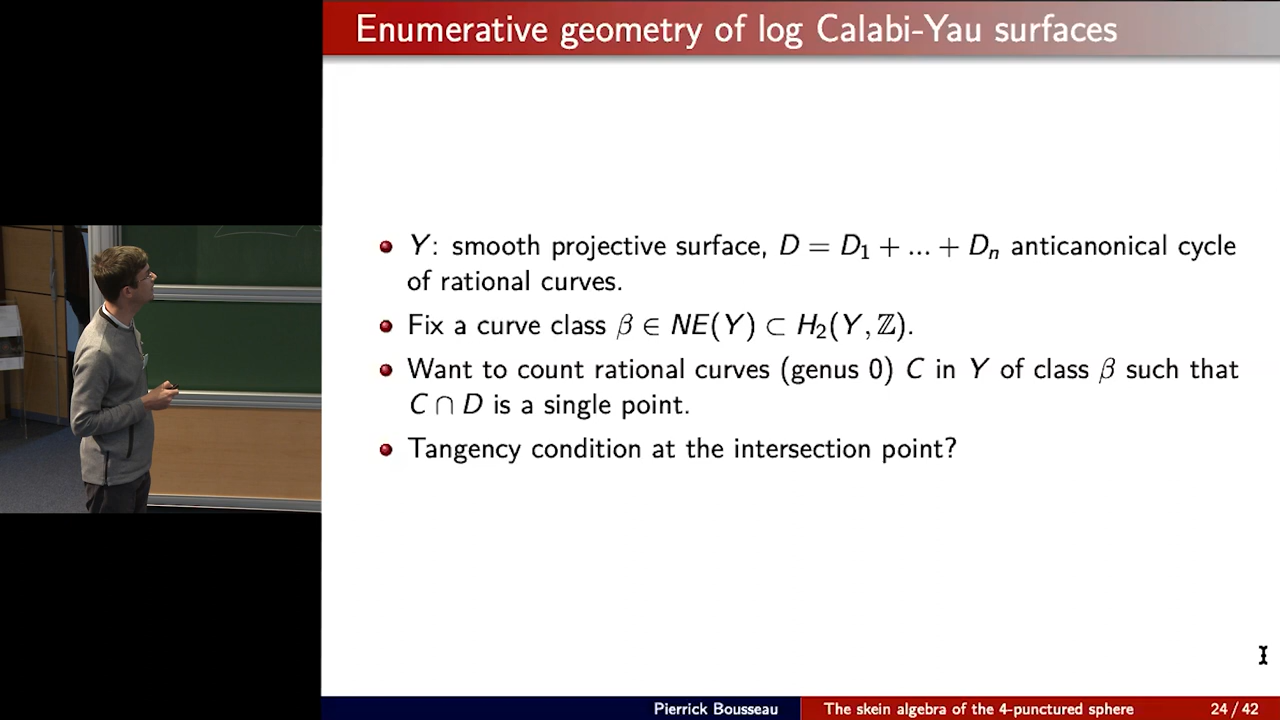 Enumerative geometry of log Calabi-Yau surfaces
Y: smooth projective surface, D = D₁ + ... + Dₙ anticanonical cycle
of rational curves.
Fix a curve class β ∈ NE(Y) ⊂ H₂(Y, ℤ).
Want to count rational curves (genus 0) C in Y of class β such that
C ∩ D is a single point.
Tangency condition at the intersection point?
Pierrick Bousseau
The skein algebra of the 4-punctured sphere
24 / 42